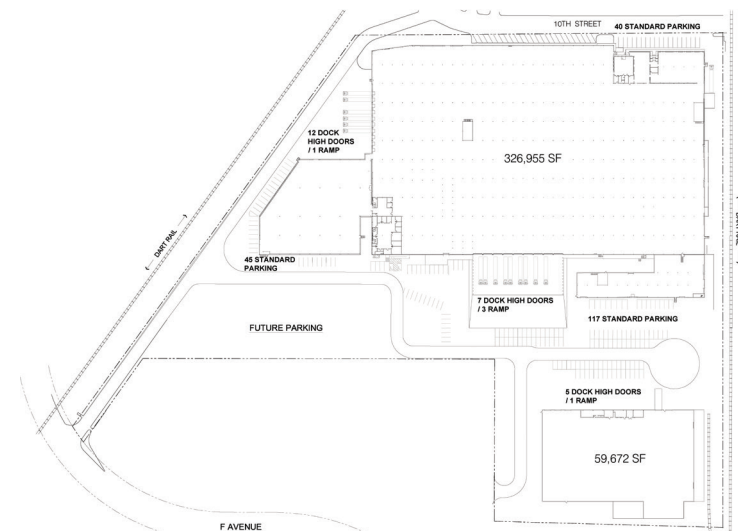 10TH STREET
40 STANDARD PARKING
12 DOCK
HIGH DOORS
/ 1 RAMP
326,955 SF
DART RAIL
45 STANDARD
PARKING
7 DOCK HIGH DOORS
/ 3 RAMP
117 STANDARD PARKING
FUTURE PARKING
5 DOCK HIGH DOORS
/ 1 RAMP
59,672 SF
F AVENUE